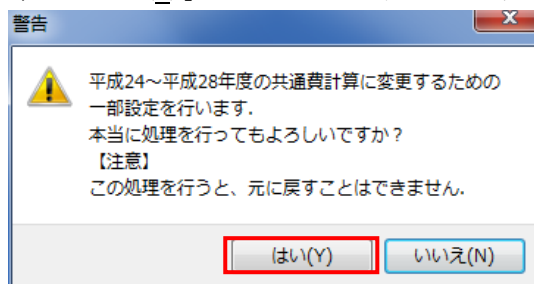 警告
平成24～平成28年度の共通費計算に変更するための
一部設定を行います.
本当に処理を行ってもよろしいですか？
【注意】
この処理を行うと、元に戻すことはできません.
はい(Y)
いいえ(N)